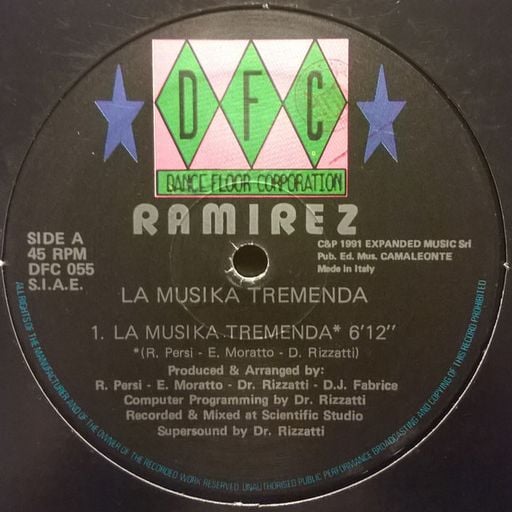 DFC
DANCE FLOOR CORPORATION
RAMIREZ
SIDE A
45 RPM
DFC 055
S.I.A.E.
C&P 1991 EXPANDED MUSIC Srl
Pub. Ed. Mus. CAMALEONTE
Made in Italy
LA MUSIKA TREMENDA
1. LA MUSIKA TREMENDA* 6'12"
*(R. Persi - E. Moratto - D. Rizzatti)
Produced & Arranged by:
R. Persi - E. Moratto - Dr. Rizzatti - D.J. Fabrice
Computer Programming by Dr. Rizzatti
Recorded & Mixed at Scientific Studio
Supersound by Dr. Rizzatti
ALL RIGHTS OF THE MANUFACTURER AND OF THE OWNER OF THE RECORDED WORK RESERVED. UNAUTHORISED PUBLIC PERFORMANCE BROADCASTING AND COPYING OF THIS RECORD PROHIBITED